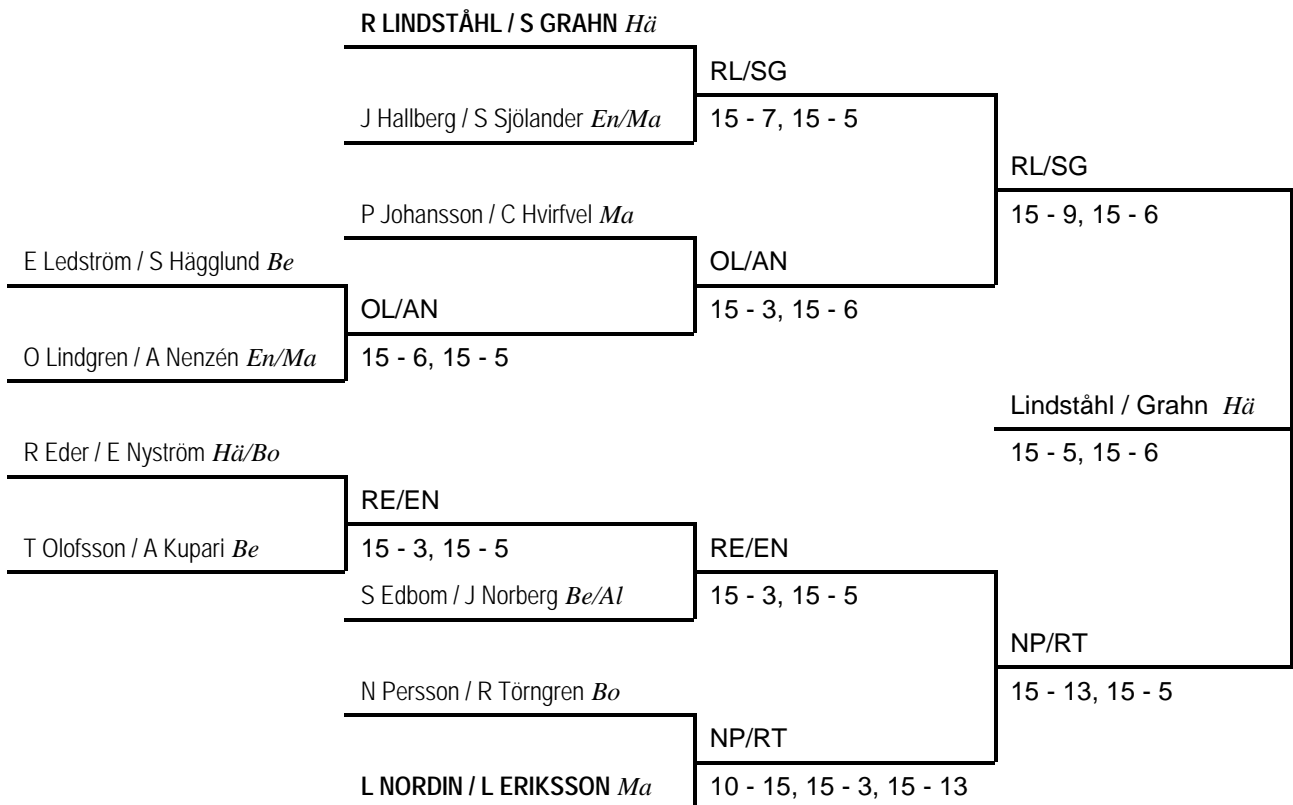 R LINDSTÅHL / S GRAHN Hä
RL/SG
J Hallberg / S Sjölander En/Ma 15 - 7, 15 - 5
RL/SG
P Johansson / C Hvirfvel Ma 15 - 9, 15 - 6
E Ledström / S Hägglund Be OL/AN
OL/AN 15 - 3, 15 - 6
O Lindgren / A Nenzén En/Ma 15 - 6, 15 - 5
Lindståhl / Grahn Hä
R Eder / E Nyström Hä/Bo 15 - 5, 15 - 6
RE/EN
T Olofsson / A Kupari Be 15 - 3, 15 - 5 RE/EN
S Edbom / J Norberg Be/Al 15 - 3, 15 - 5
NP/RT
N Persson / R Törngren Bo 15 - 13, 15 - 5
NP/RT
L NORDIN / L ERIKSSON Ma 10 - 15, 15 - 3, 15 - 13